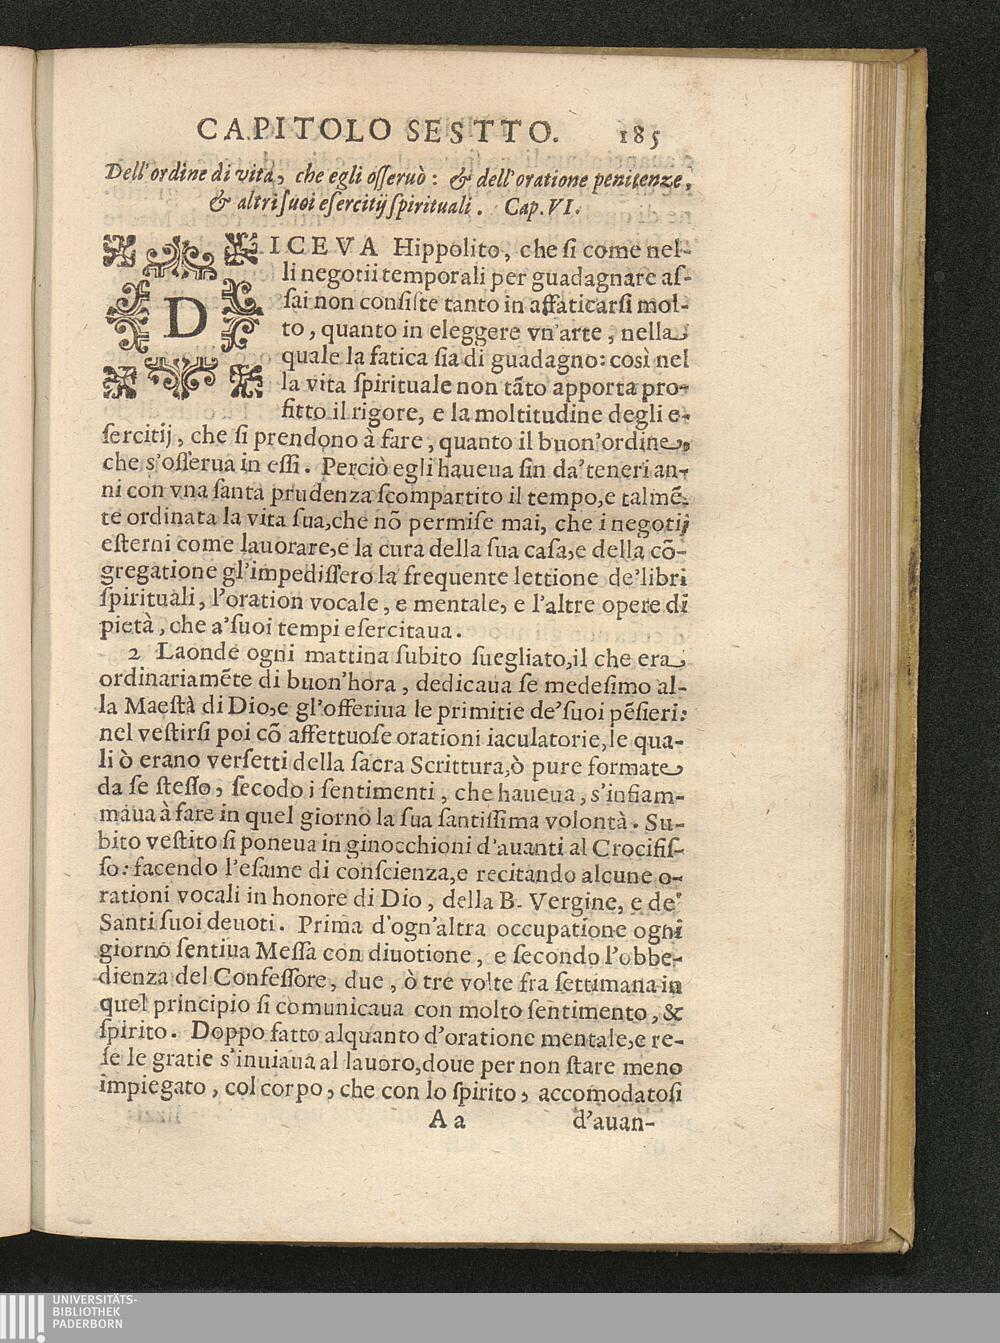 CAPITOLO SESTTO. 185
Dell'ordine di vita, che egli oſſeruò: & dell'oratione penitenze,
& altri ſuoi eſercitij ſpirituali. Cap. VI.
DICEVA Hippolito, che ſi come nel-
li negotii temporali per guadagnare aſ-
ſai non conſiſte tanto in affaticarſi mol-
to, quanto in eleggere vn'arte, nella
quale la fatica ſia di guadagno: così nel
la vita ſpirituale non tãto apporta pro-
fitto il rigore, e la moltitudine degli e-
ſercitij, che ſi prendono à fare, quanto il buon'ordine,
che s'oſſerua in eſſi. Perciò egli haueua ſin da'teneri an-
ni con vna ſanta prudenza ſcompartito il tempo, e talmẽ-
te ordinata la vita ſua, che nõ permiſe mai, che i negotij
eſterni come lauorare, e la cura della ſua caſa, e della cõ-
gregatione gl'impediſſero la frequente lettione de'libri
ſpirituali, l'oration vocale, e mentale, e l'altre opere di
pietà, che a'ſuoi tempi eſercitaua.
2 Laonde ogni mattina ſubito ſuegliato, il che era
ordinariamẽte di buon'hora, dedicaua ſe medeſimo al-
la Maeſtà di Dio, e gl'offeriua le primitie de'ſuoi pẽſieri:
nel veſtirſi poi cõ affettuoſe orationi iaculatorie, le qua-
li ò erano verſetti della ſacra Scrittura, ò pure formate
da ſe ſteſſo, ſecodo i ſentimenti, che haueua, s'infiam-
maua à fare in quel giorno la ſua ſantiſſima volontà. Su-
bito veſtito ſi poneua in ginocchioni d'auanti al Crocifiſ-
ſo: facendo l'eſame di conſcienza, e recitando alcune o-
rationi vocali in honore di Dio, della B. Vergine, e de'
Santi ſuoi deuoti. Prima d'ogn'altra occupatione ogni
giorno ſentiua Meſſa con diuotione, e ſecondo l'obbe-
dienza del Confeſſore, due, ò tre volte fra ſettimana in
quel principio ſi comunicaua con molto ſentimento, &
ſpirito. Doppo fatto alquanto d'oratione mentale, e re-
ſe le gratie s'inuiaua al lauoro, doue per non ſtare meno
impiegato, col corpo, che con lo ſpirito, accomodatoſi
A a d'auan-
UNIVERSITÄTS-
BIBLIOTHEK
PADERBORN